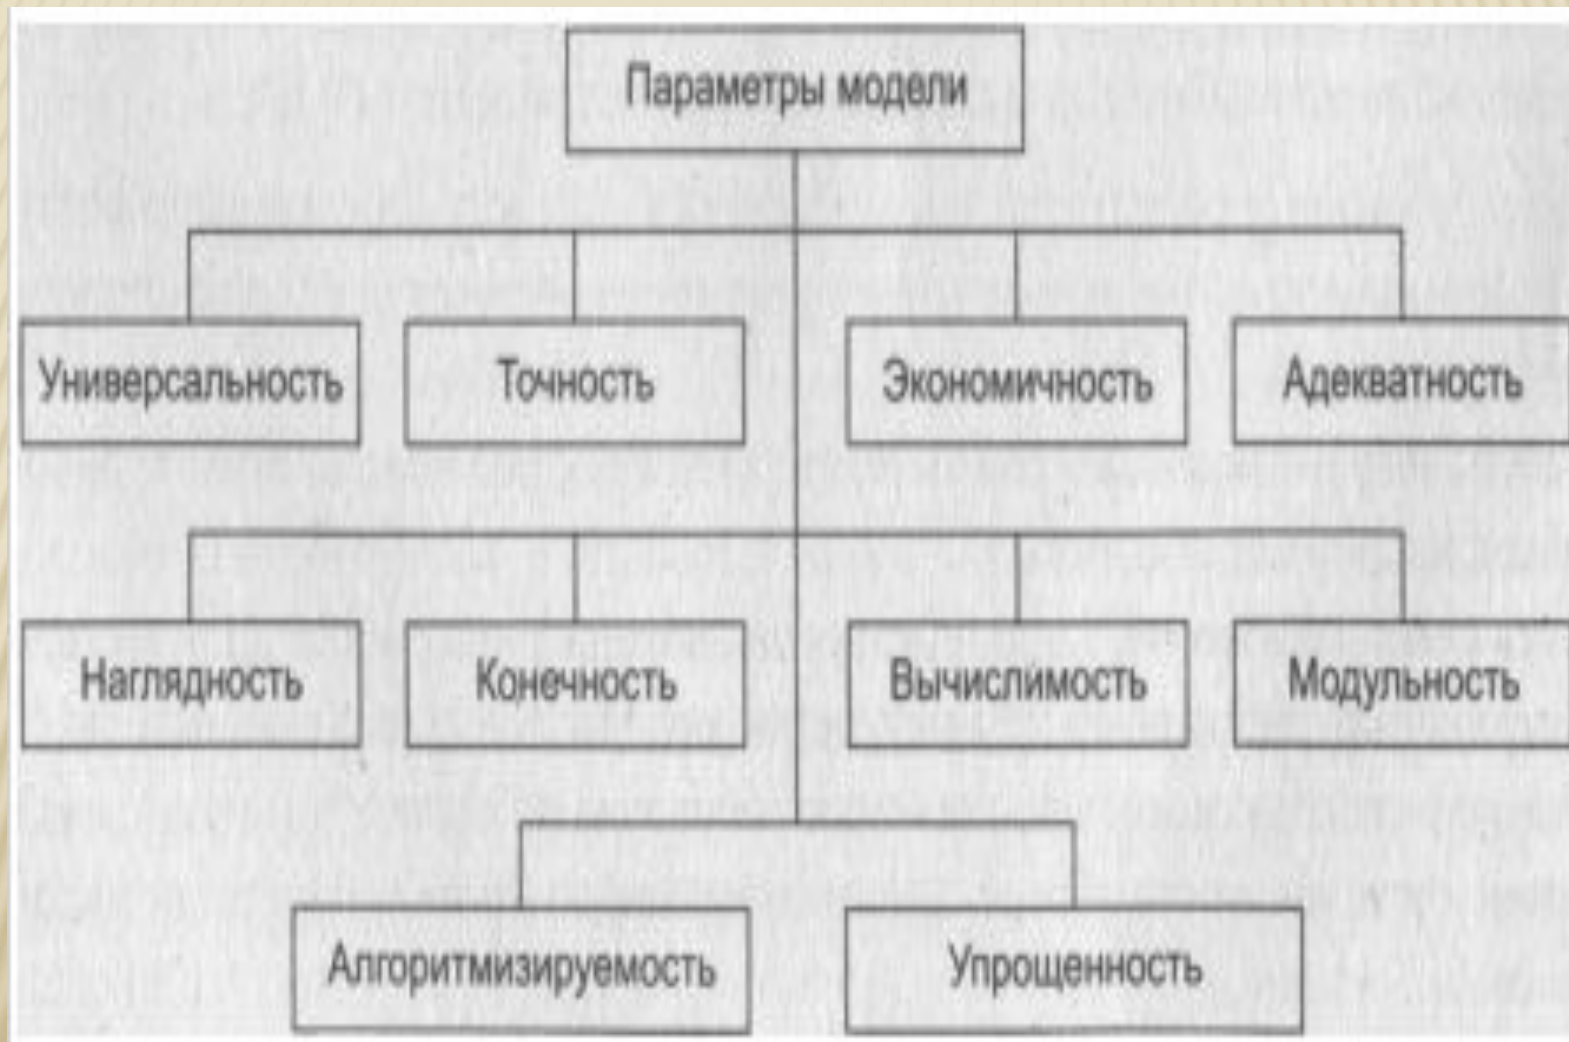 Параметры модели
Универсальность
Точность
Экономичность
Адекватность
Наглядность
Конечность
Вычислимость
Модульность
Алгоритмизируемость
Упрощенность